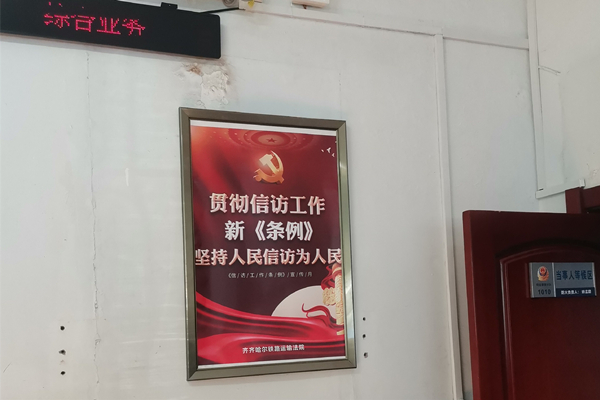 综合业务
贯彻信访工作
新《条例》
坚持人民信访为人民
《信访工作条例》宣传月
齐齐哈尔铁路运输法院
当事人等候区